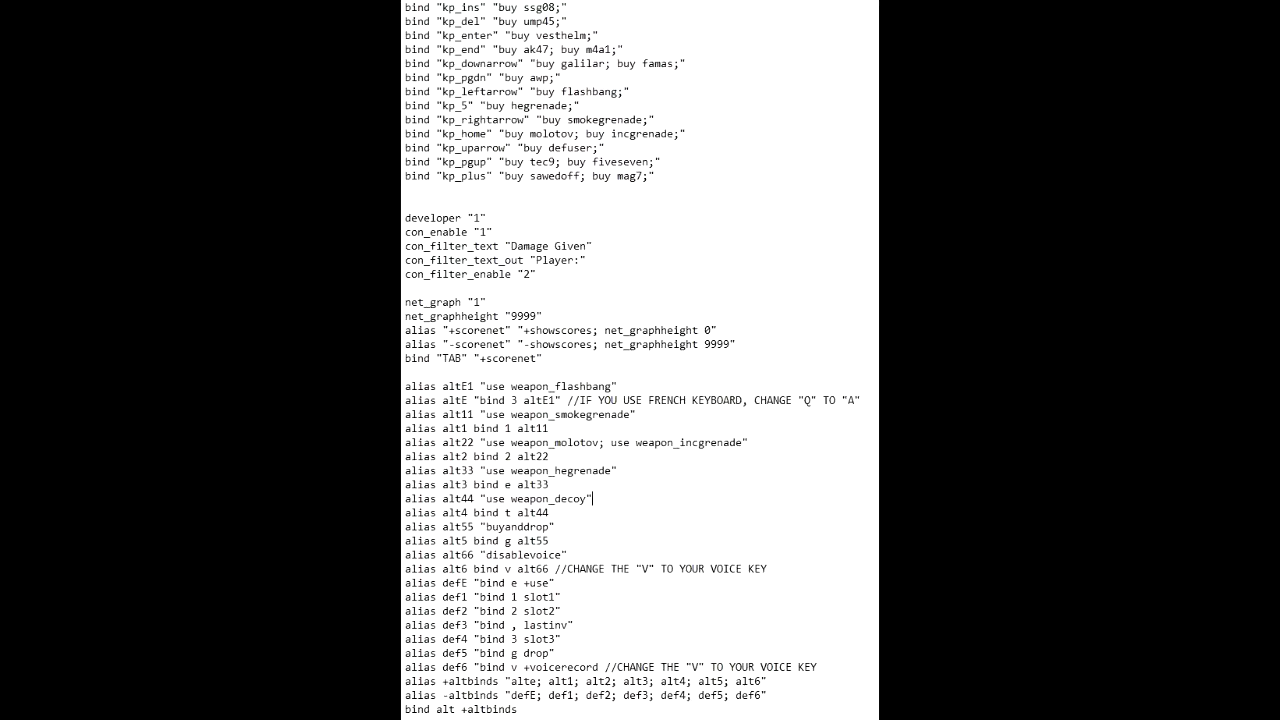 bind "kp_ins" "buy ssg08;"
bind "kp_del" "buy ump45;"
bind "kp_enter" "buy vesthelm;"
bind "kp_end" "buy ak47; buy m4a1;"
bind "kp_downarrow" "buy galilar; buy famas;"
bind "kp_pgdn" "buy awp;"
bind "kp_leftarrow" "buy flashbang;"
bind "kp_5" "buy hegrenade;"
bind "kp_rightarrow" "buy smokegrenade;"
bind "kp_home" "buy molotov; buy incgrenade;"
bind "kp_uparrow" "buy defuser;"
bind "kp_pgup" "buy tec9; buy fiveseven;"
bind "kp_plus" "buy sawedoff; buy mag7;"
developer "1"
con_enable "1"
con_filter_text "Damage Given"
con_filter_text_out "Player:"
con_filter_enable "2"
net_graph "1"
net_graphheight "9999"
alias "+scorenet" "+showscores; net_graphheight 0"
alias "-scorenet" "-showscores; net_graphheight 9999"
bind "TAB" "+scorenet"
alias altE1 "use weapon_flashbang"
alias altE "bind 3 altE1" //IF YOU USE FRENCH KEYBOARD, CHANGE "Q" TO "A"
alias alt11 "use weapon_smokegrenade"
alias alt1 bind 1 alt11
alias alt22 "use weapon_molotov; use weapon_incgrenade"
alias alt2 bind 2 alt22
alias alt33 "use weapon_hegrenade"
alias alt3 bind e alt33
alias alt44 "use weapon_decoy"
alias alt4 bind t alt44
alias alt55 "buyanddrop"
alias alt5 bind g alt55
alias alt66 "disablevoice"
alias alt6 bind v alt66 //CHANGE THE "V" TO YOUR VOICE KEY
alias defE "bind e +use"
alias def1 "bind 1 slot1"
alias def2 "bind 2 slot2"
alias def3 "bind , lastinv"
alias def4 "bind 3 slot3"
alias def5 "bind g drop"
alias def6 "bind v +voicerecord //CHANGE THE "V" TO YOUR VOICE KEY
alias +altbinds "alte; alt1; alt2; alt3; alt4; alt5; alt6"
alias -altbinds "defE; def1; def2; def3; def4; def5; def6"
bind alt +altbinds